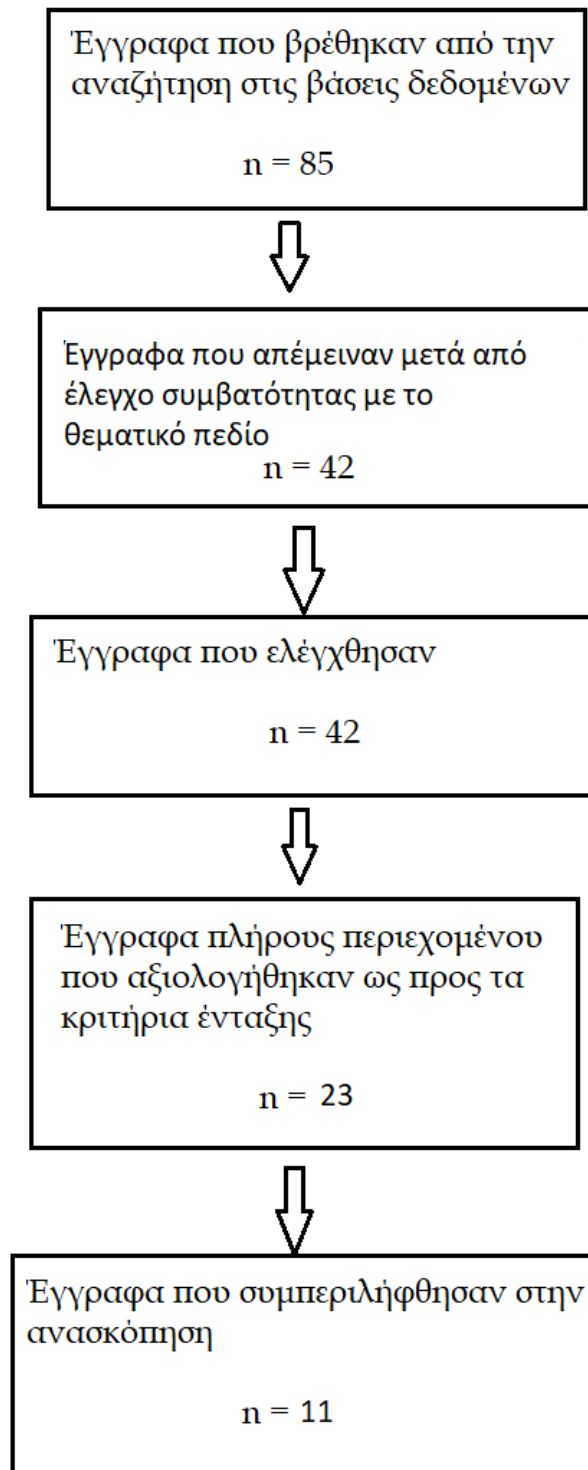 Έγγραφα που βρέθηκαν από την
αναζήτηση στις βάσεις δεδομένων
n = 85
Έγγραφα που απέμειναν μετά από
έλεγχο συμβατότητας με το
θεματικό πεδίο
n = 42
Έγγραφα που ελέγχθησαν
n = 42
Έγγραφα πλήρους περιεχομένου
που αξιολογήθηκαν ως προς τα
κριτήρια ένταξης
n = 23
Έγγραφα που συμπεριλήφθησαν στην
ανασκόπηση
n = 11